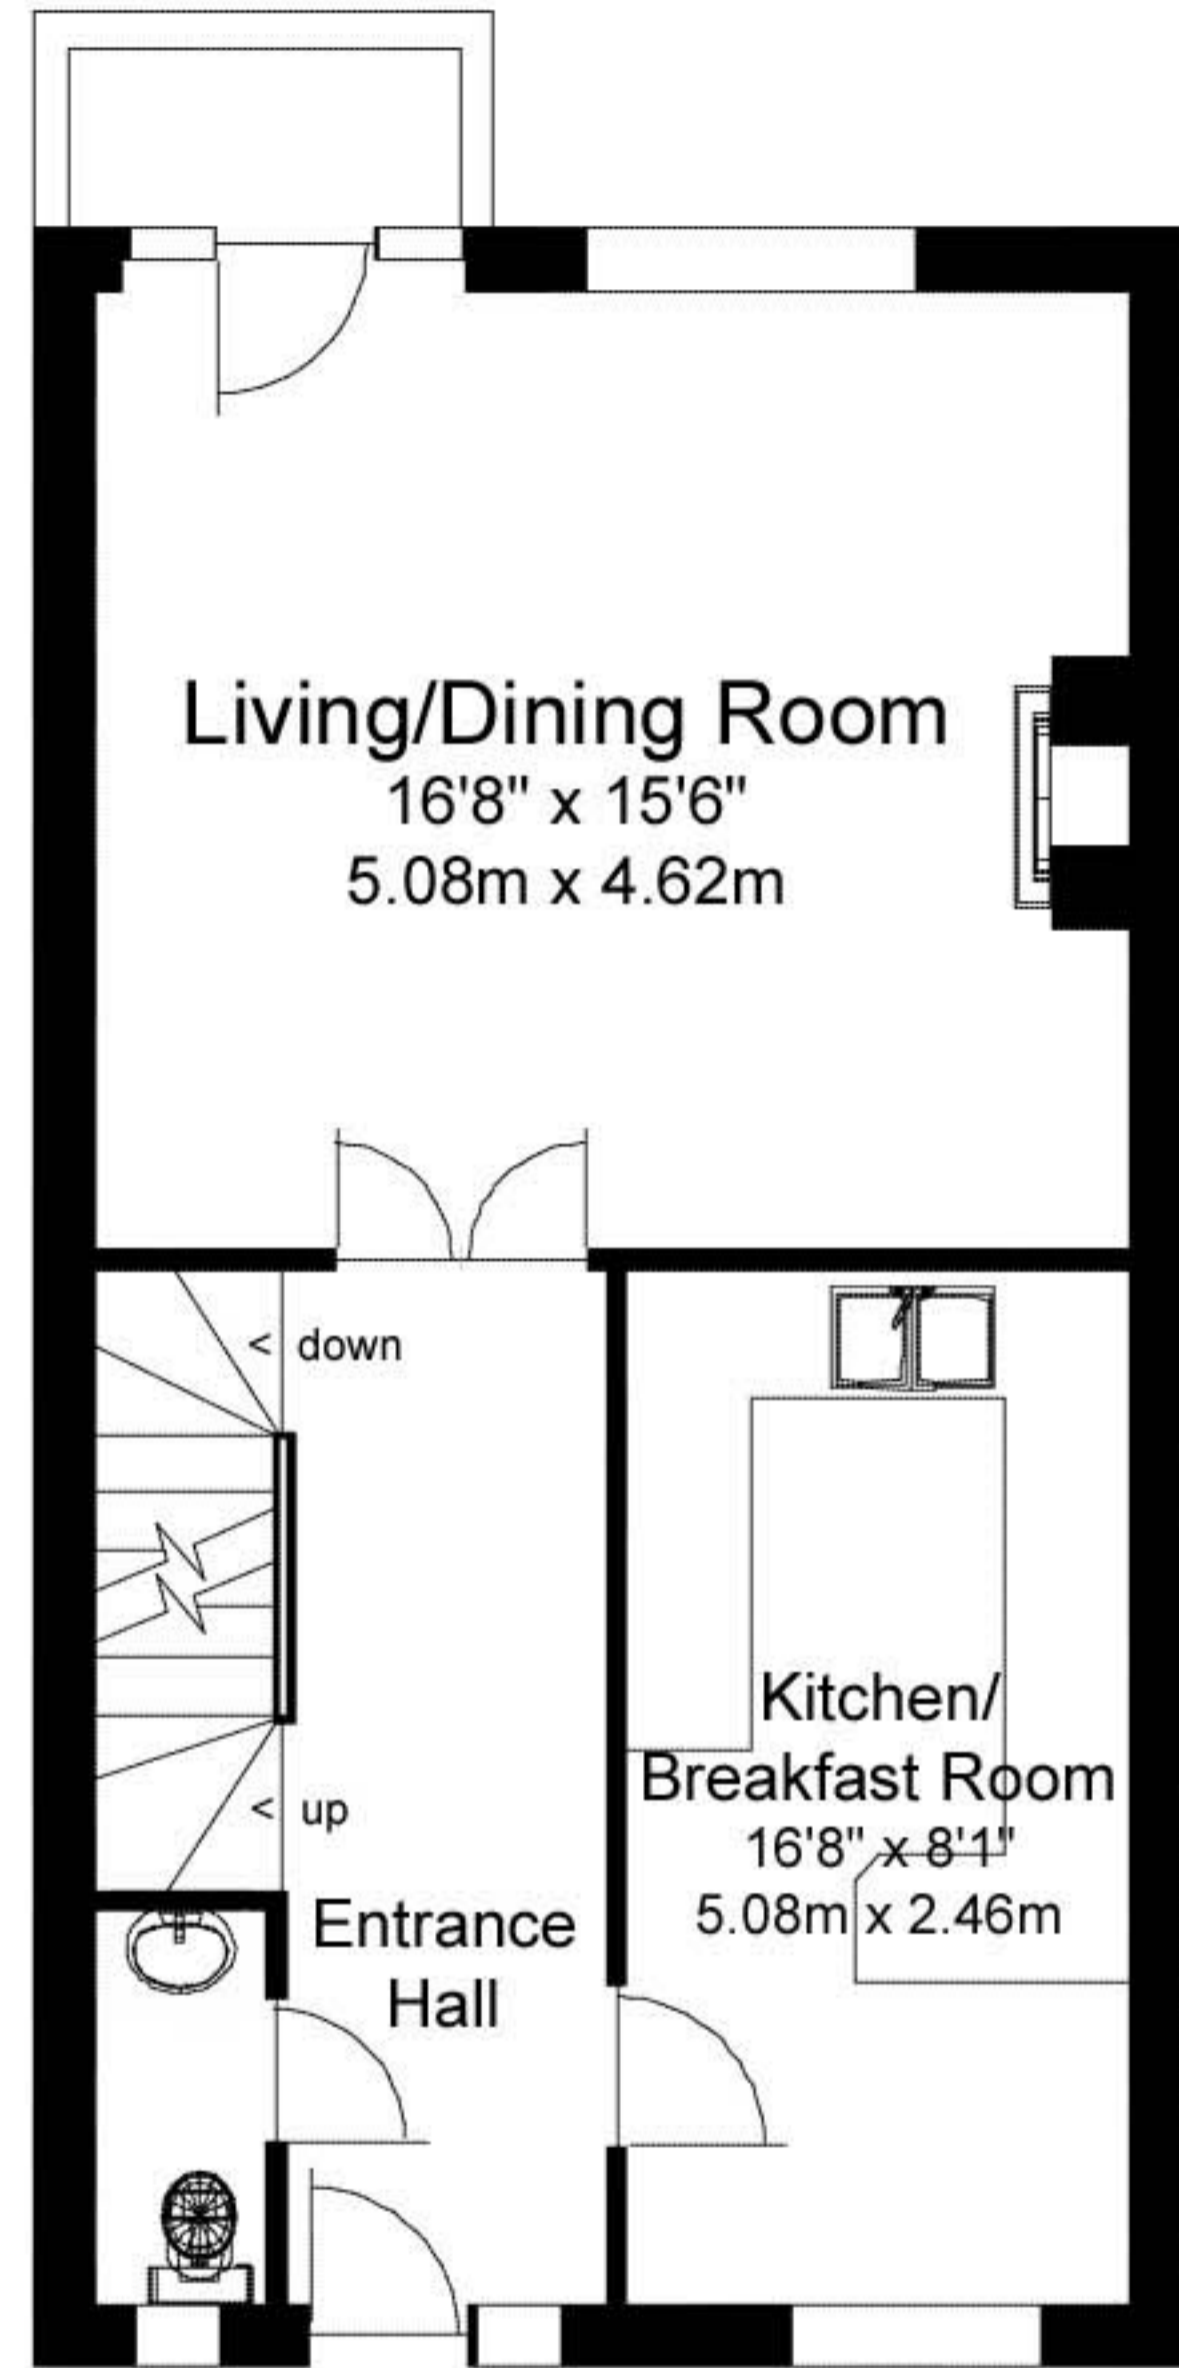 Living/Dining Room
16'8" x 15'6"
5.08m x 4.62m
< down
Kitchen/
Breakfast Room
16'8" x 8'1"
5.08m x 2.46m
< up
Entrance
Hall